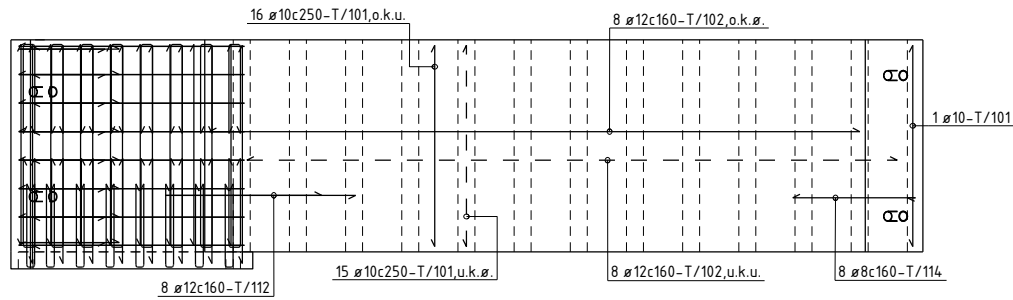 16 ø10c250-T/101,o.k.u.
8 ø12c160-T/102,o.k.ø.
1 ø10-T/101
15 ø10c250-T/101,u.k.ø.
8 ø12c160-T/102,u.k.u.
8 ø8c160-T/114
8 ø12c160-T/112